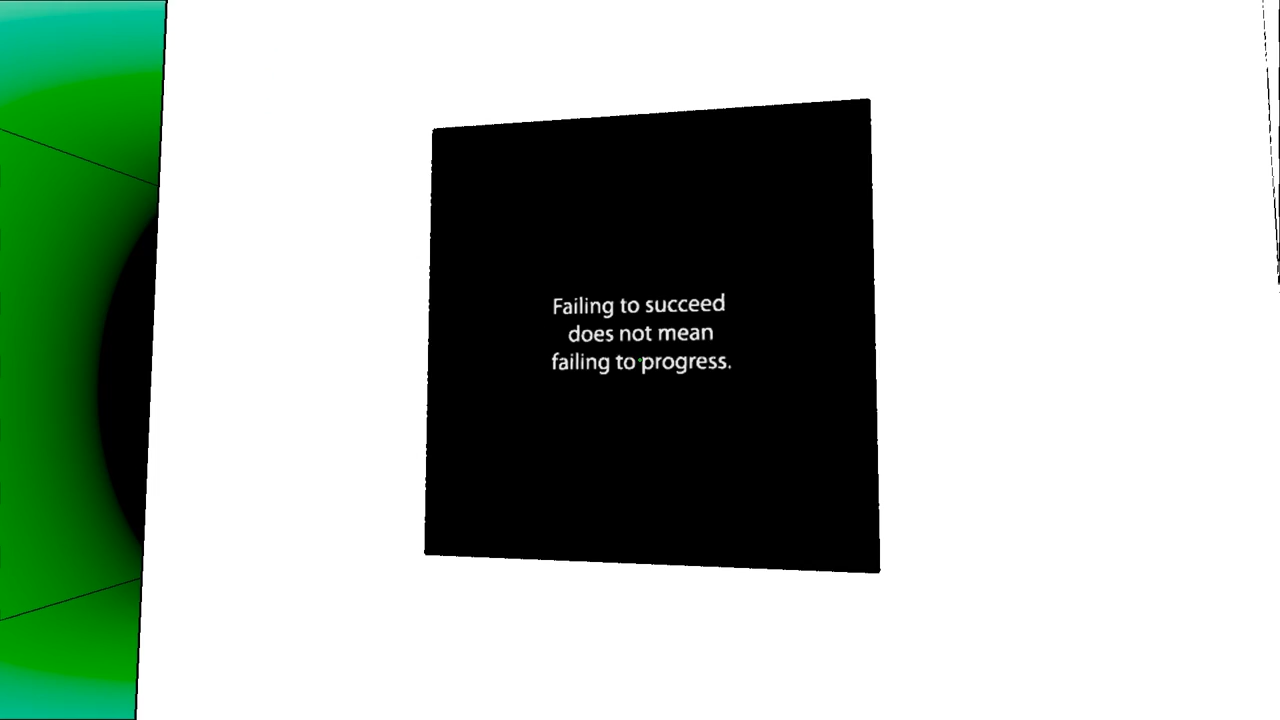 Failing to succeed
does not mean
failing to progress.